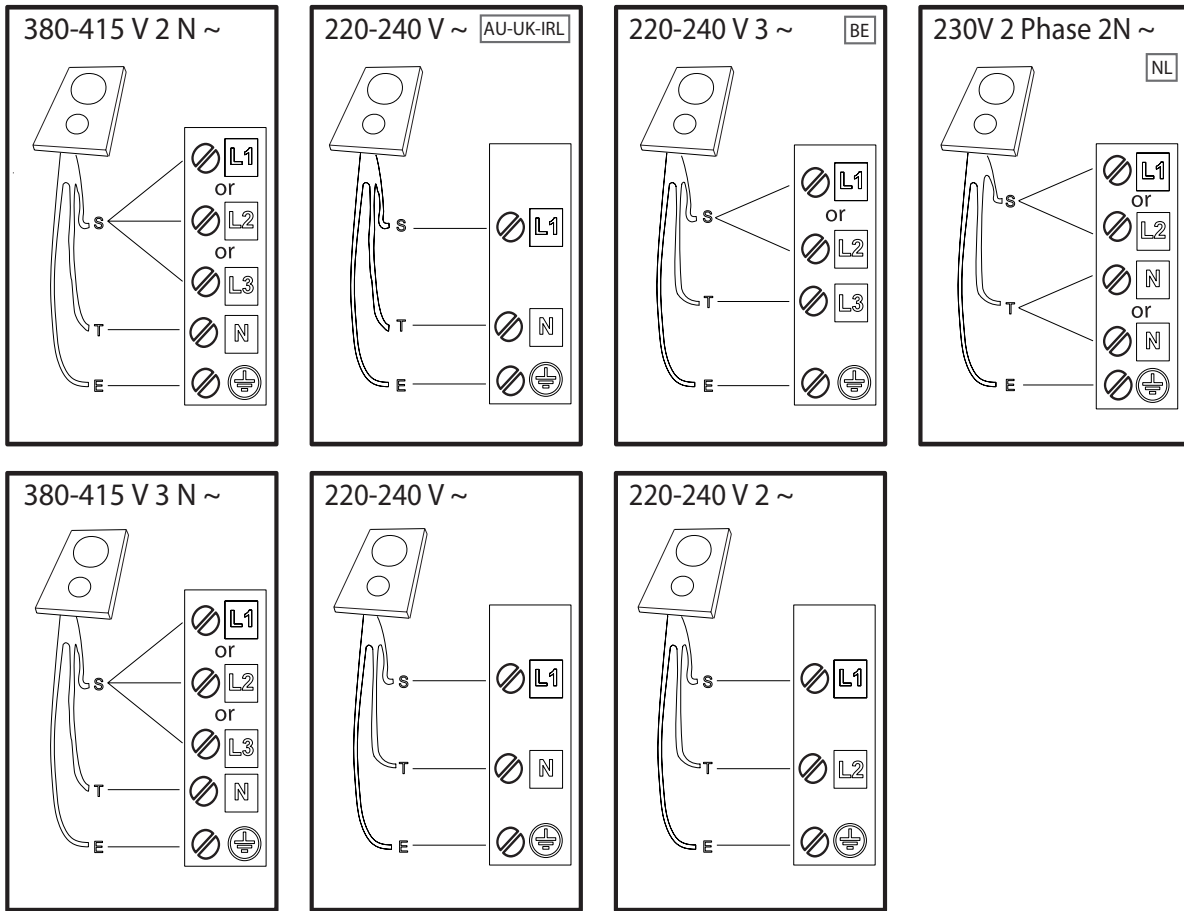 380-415 V 2 N ~
L1
or
S
L2
or
L3
T
N
E
220-240 V ~
AU-UK-IRL
S
L1
T
N
E
220-240 V 3 ~
BE
L1
S
or
L2
T
L3
E
230V 2 Phase 2N ~
NL
L1
S
or
L2
N
T
or
N
E
380-415 V 3 N ~
L1
or
S
L2
or
L3
T
N
E
220-240 V ~
S
L1
T
N
E
220-240 V 2 ~
S
L1
T
L2
E